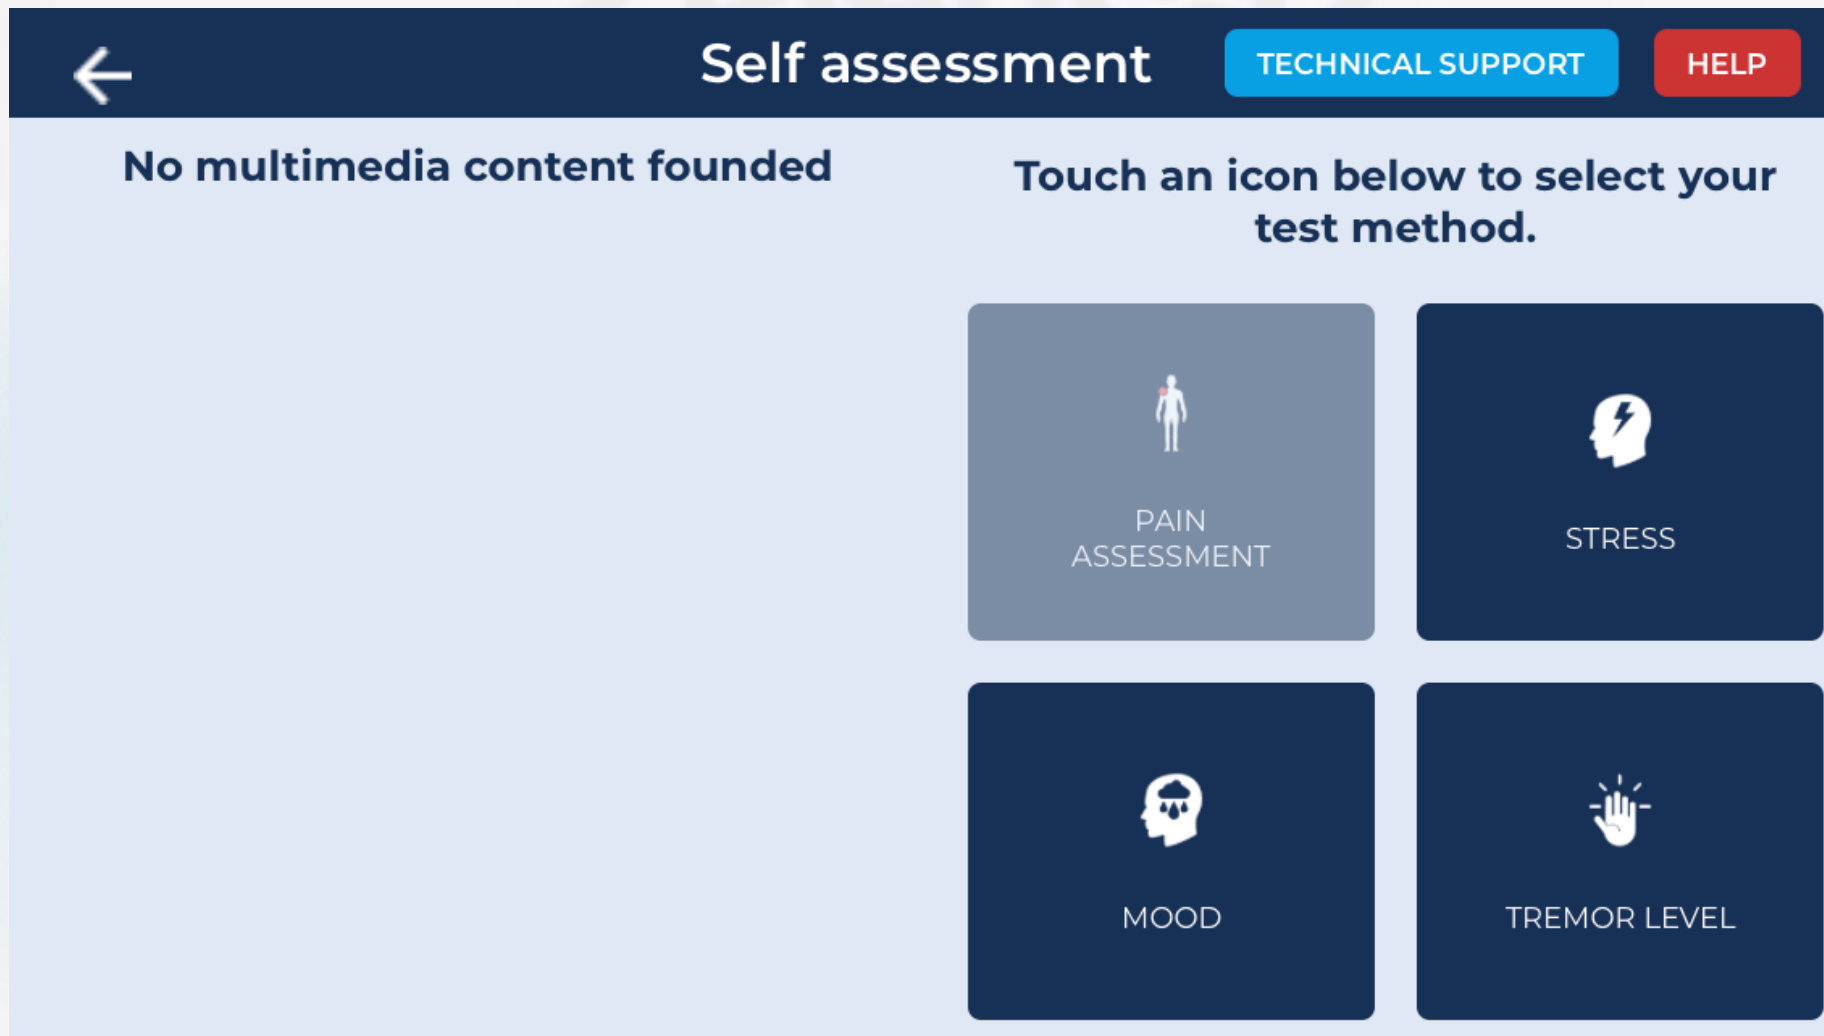 Self assessment
TECHNICAL SUPPORT
HELP
No multimedia content founded
Touch an icon below to select your
test method.
PAIN
ASSESSMENT
STRESS
MOOD
TREMOR LEVEL